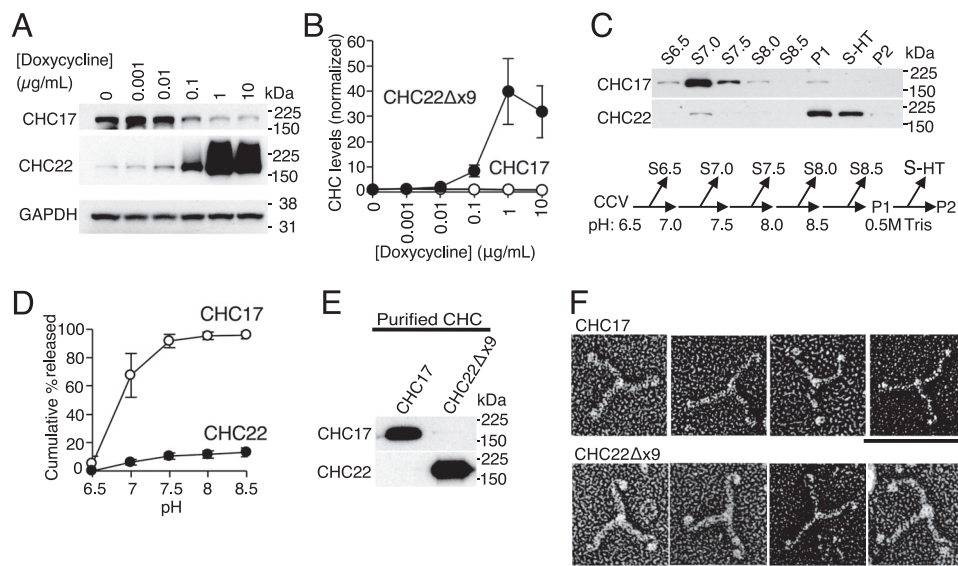 A
[Doxycycline]
(µg/mL)
0 0.001 0.01 0.1 1 10 kDa
CHC17 -225
-150
CHC22 -225
-150
GAPDH - 38
- 31
B
CHC levels (normalized)
60
50
40
30
20
10
0
CHC22Δx9
CHC17
0 0.001 0.01 0.1 1 100
[Doxycycline] (µg/mL)
C
S6.5 S7.0 S7.5 S8.0 S8.5 P1 S-HT P2 kDa
CHC17 -225
-150
CHC22 -225
-150
S6.5 S7.0 S7.5 S8.0 S8.5 S-HT
CCV P1 P2
pH: 6.5 7.0 7.5 8.0 8.5 0.5M Tris
D
Cumulative % released
100
80
60
40
20
0
CHC17
CHC22
6.5 7 7.5 8 8.5
pH
E
Purified CHC
CHC17 CHC22Δx9
kDa
CHC17 -225
-150
CHC22 -225
-150
F
CHC17
CHC22Δx9